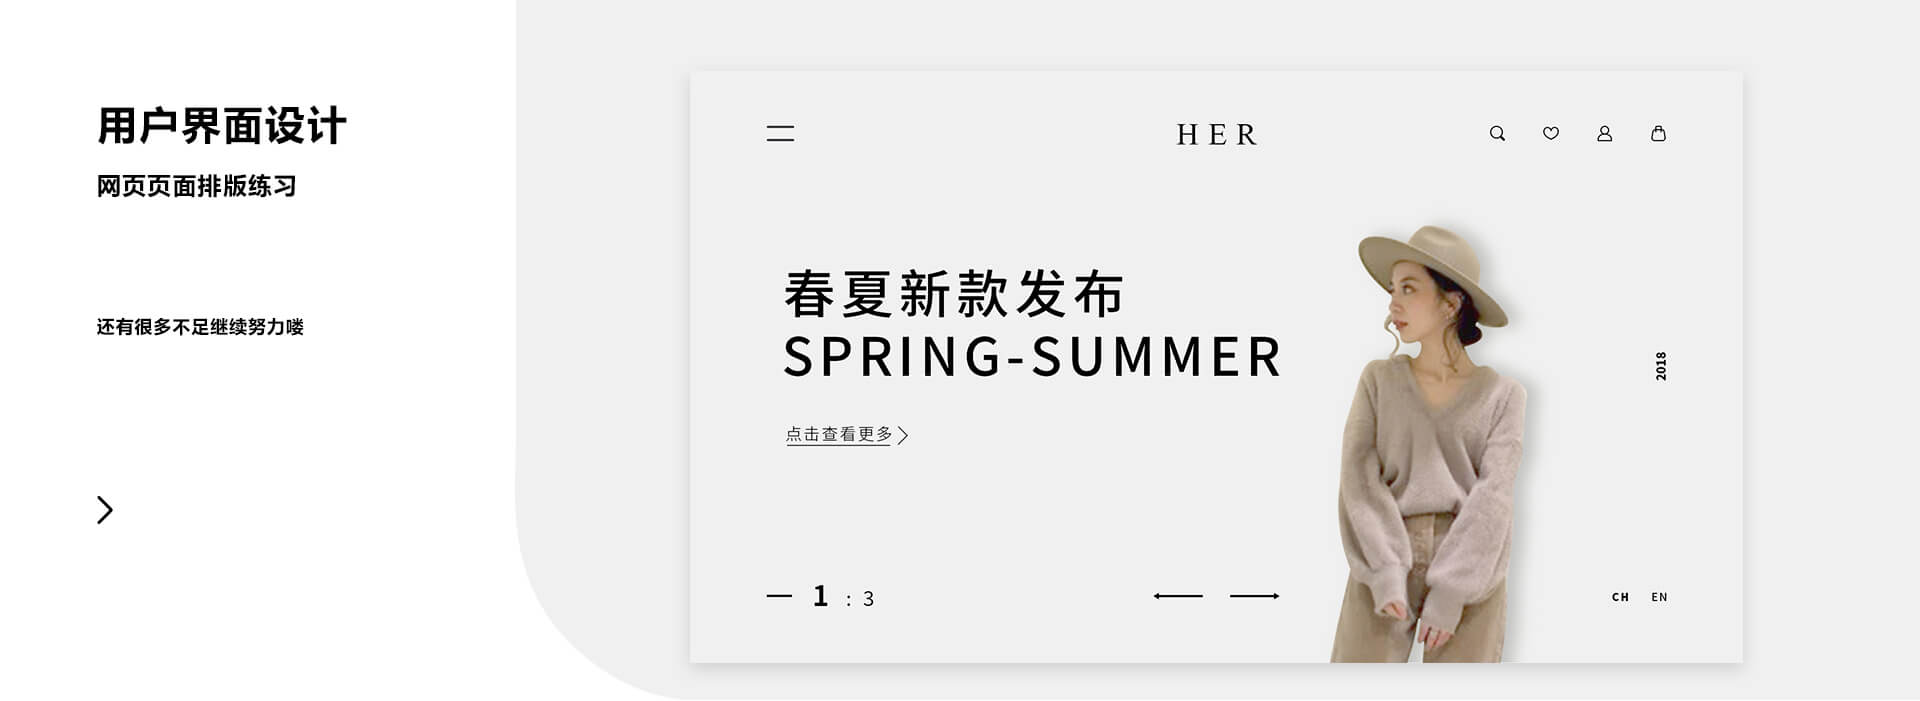 用户界面设计
网页页面排版练习
还有很多不足继续努力喽
HER
春夏新款发布
SPRING-SUMMER
点击查看更多
2018
1 : 3
CH EN